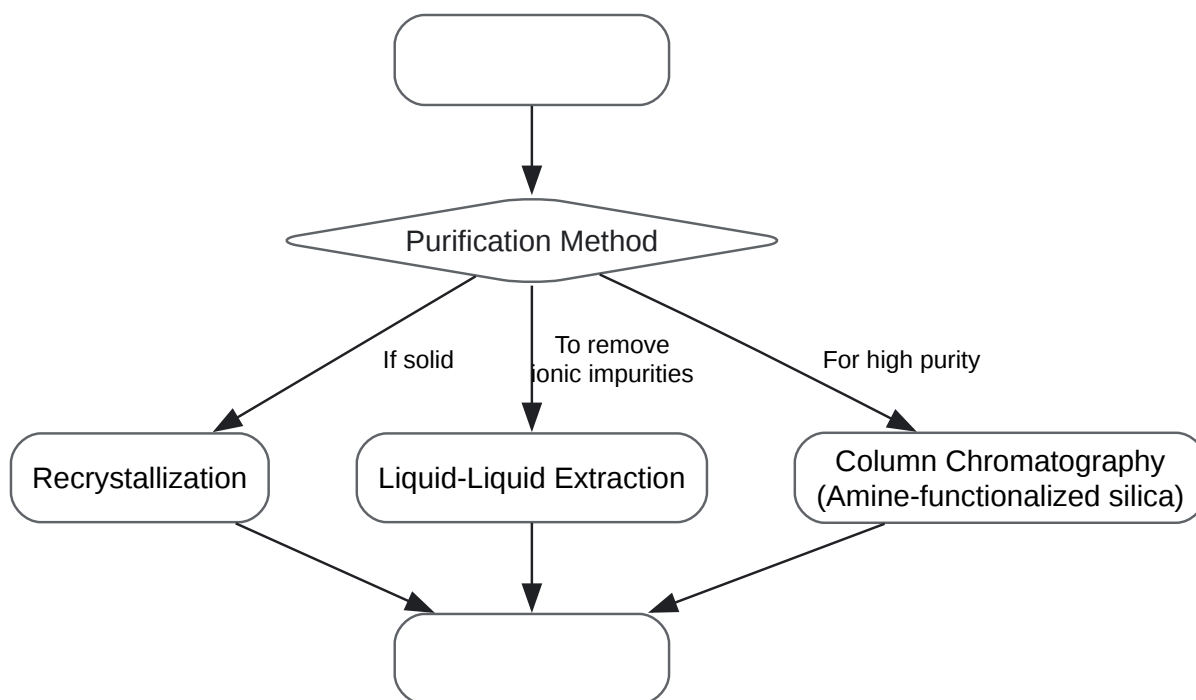 Purification Method
If solid
To remove
ionic impurities
For high purity
Recrystallization
Liquid-Liquid Extraction
Column Chromatography
(Amine-functionalized silica)